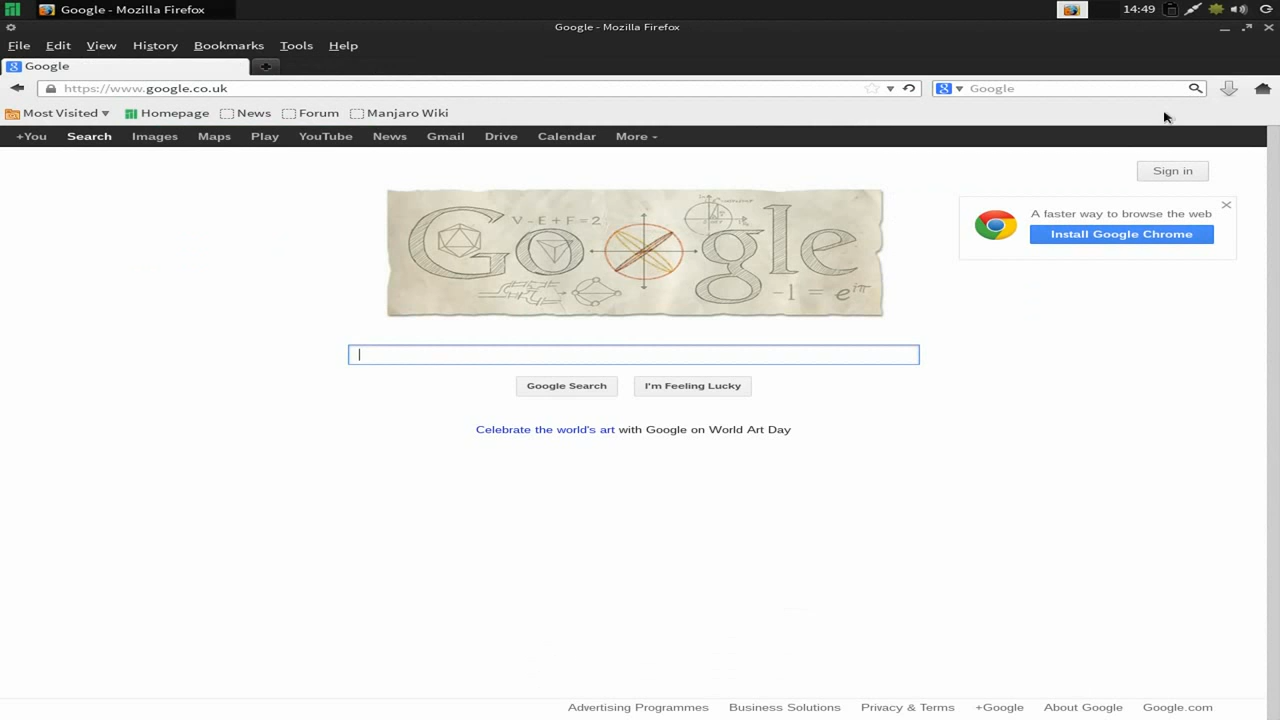 Google - Mozilla Firefox 14:49
Google - Mozilla Firefox
File Edit View History Bookmarks Tools Help
Google
https://www.google.co.uk Google
Most Visited Homepage News Forum Manjaro Wiki
+You Search Images Maps Play YouTube News Gmail Drive Calendar More
Sign in
A faster way to browse the web
Install Google Chrome
V - E + F = 2
Google
-1 = e^iπ
Google Search I'm Feeling Lucky
Celebrate the world's art with Google on World Art Day
Advertising Programmes Business Solutions Privacy & Terms +Google About Google Google.com